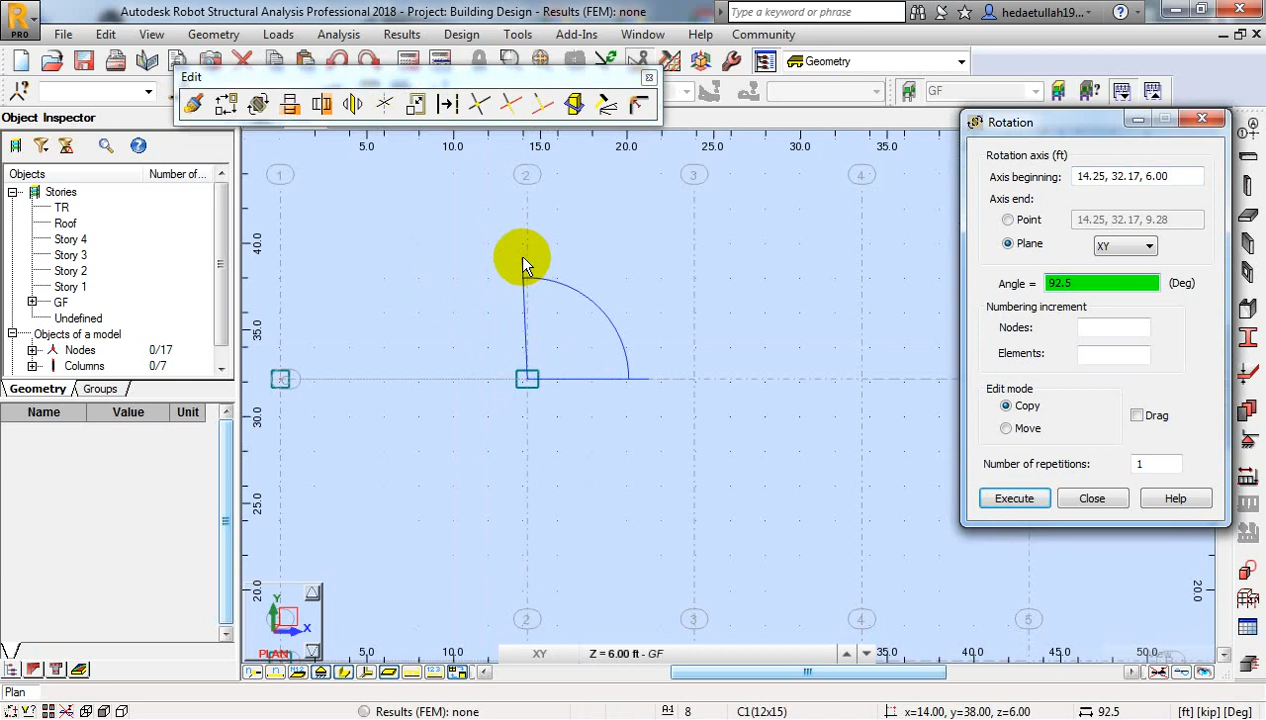 Autodesk Robot Structural Analysis Professional 2018 - Project: Building Design - Results (FEM): none
Type a keyword or phrase
hedaetullah19...
PRO
File Edit View Geometry Loads Analysis Results Design Tools Add-Ins Window Help Community
Geometry
Edit
GF
Object Inspector
Objects Number of...
Stories
TR
Roof
Story 4
Story 3
Story 2
Story 1
GF
Undefined
Objects of a model
Nodes 0/17
Columns 0/7
Geometry Groups
Name Value Unit
5.0 10.0 15.0 20.0 25.0 30.0 35.0
1 2 3 4
40.0
35.0
30.0
25.0
20.0 20.0
2 3 4 5
Y
X
PLAN
5.0 10.0 15.0 35.0 40.0 45.0 50.0
XY Z = 6.00 ft - GF
Rotation
Rotation axis (ft)
Axis beginning: 14.25, 32.17, 6.00
Axis end:
Point 14.25, 32.17, 9.28
Plane XY
Angle = 92.5 (Deg)
Numbering increment
Nodes:
Elements:
Edit mode
Copy
Drag
Move
Number of repetitions: 1
Execute Close Help
Plan
Results (FEM): none 8 C1(12x15) x=14.00, y=38.00, z=6.00 92.5 [ft] [kip] [Deg]